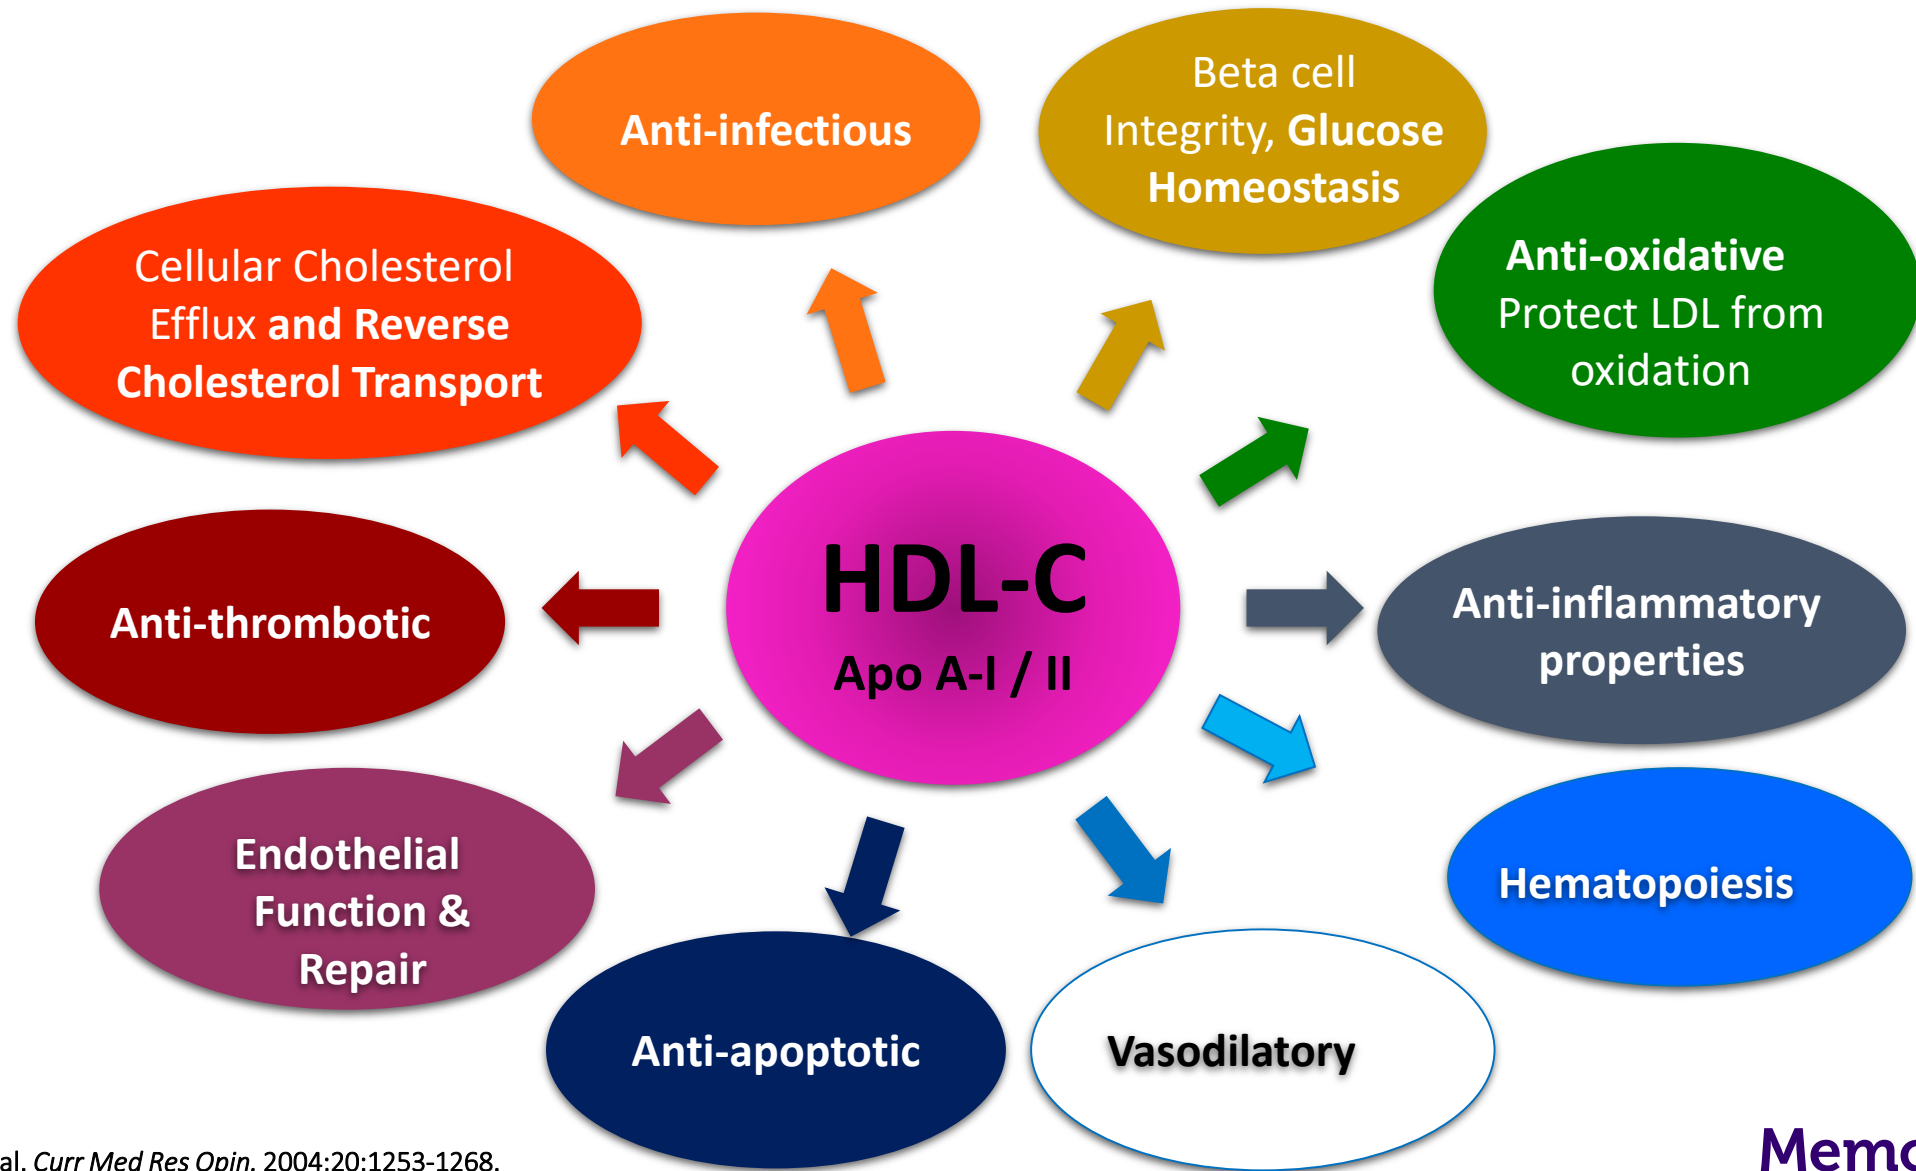 Anti-infectious
Beta cell
Integrity, Glucose
Homeostasis
Cellular Cholesterol
Efflux and Reverse
Cholesterol Transport
Anti-oxidative
Protect LDL from
oxidation
HDL-C
Apo A-I / II
Anti-thrombotic
Anti-inflammatory
properties
Endothelial
Function &
Repair
Hematopoiesis
Anti-apoptotic
Vasodilatory
al. Curr Med Res Opin. 2004;20:1253-1268.